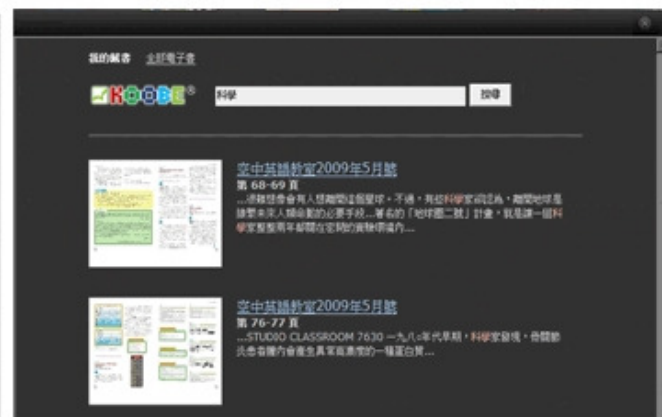 我的藏書 全部電子書
KOOBE®
科學 搜尋
空中英語教室2009年5月號
第 68-69 頁
...很難想像會有人想離開這個星球。不過,有些科學家卻認為,離開地球是
護繫未來人類命脈的必要手段...著名的「地球圈二號」計畫,就是讓一組科
學家整整兩年都關在密閉的實驗環境內...
空中英語教室2009年5月號
第 76-77 頁
...STUDIO CLASSROOM 7630 一九八○年代早期,科學家發現,骨關節
炎患者體內會產生異常高濃度的一種蛋白質...